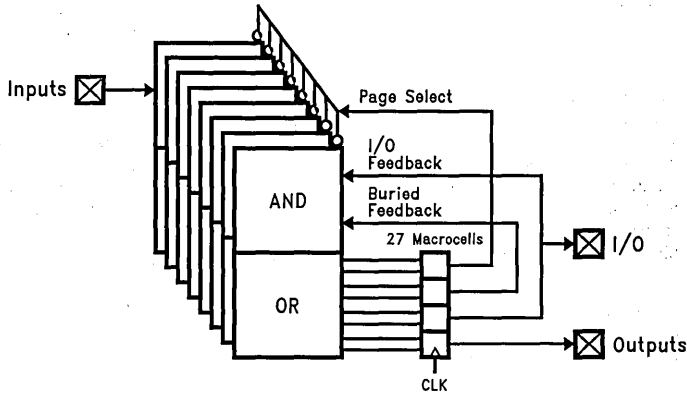 Inputs
Page Select
I/O
Feedback
AND
Buried
Feedback
27 Macrocells
I/O
OR
Outputs
CLK